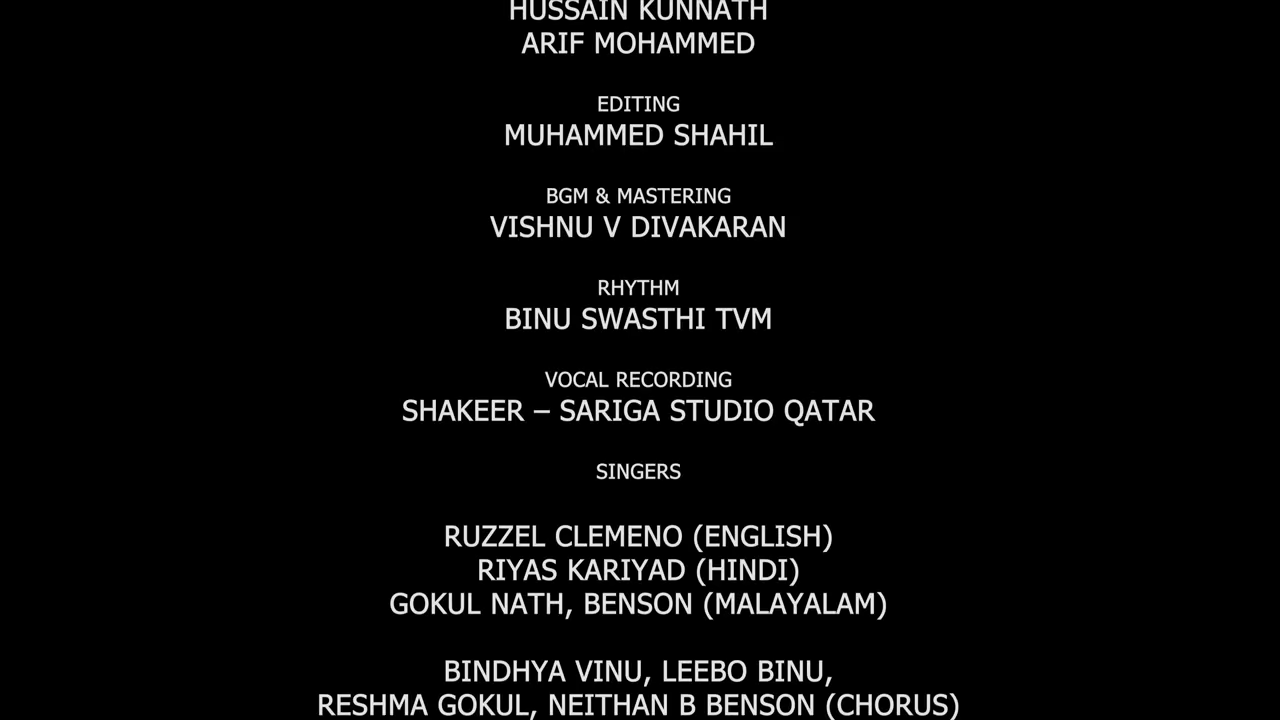 HUSSAIN KUNNATH
ARIF MOHAMMED
EDITING
MUHAMMED SHAHIL
BGM & MASTERING
VISHNU V DIVAKARAN
RHYTHM
BINU SWASTHI TVM
VOCAL RECORDING
SHAKEER – SARIGA STUDIO QATAR
SINGERS
RUZZEL CLEMENO (ENGLISH)
RIYAS KARIYAD (HINDI)
GOKUL NATH, BENSON (MALAYALAM)
BINDHYA VINU, LEEBO BINU,
RESHMA GOKUL, NEITHAN B BENSON (CHORUS)